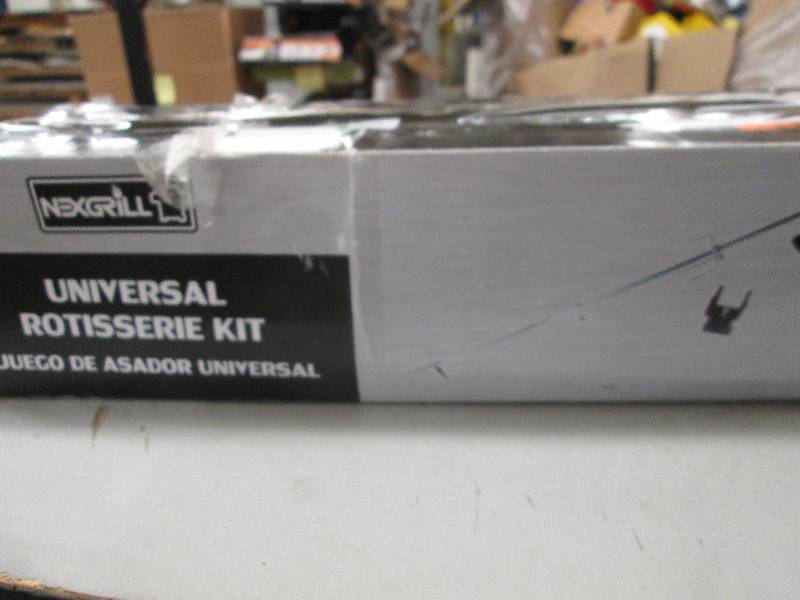 NEXGRILL
UNIVERSAL
ROTISSERIE KIT
JUEGO DE ASADOR UNIVERSAL